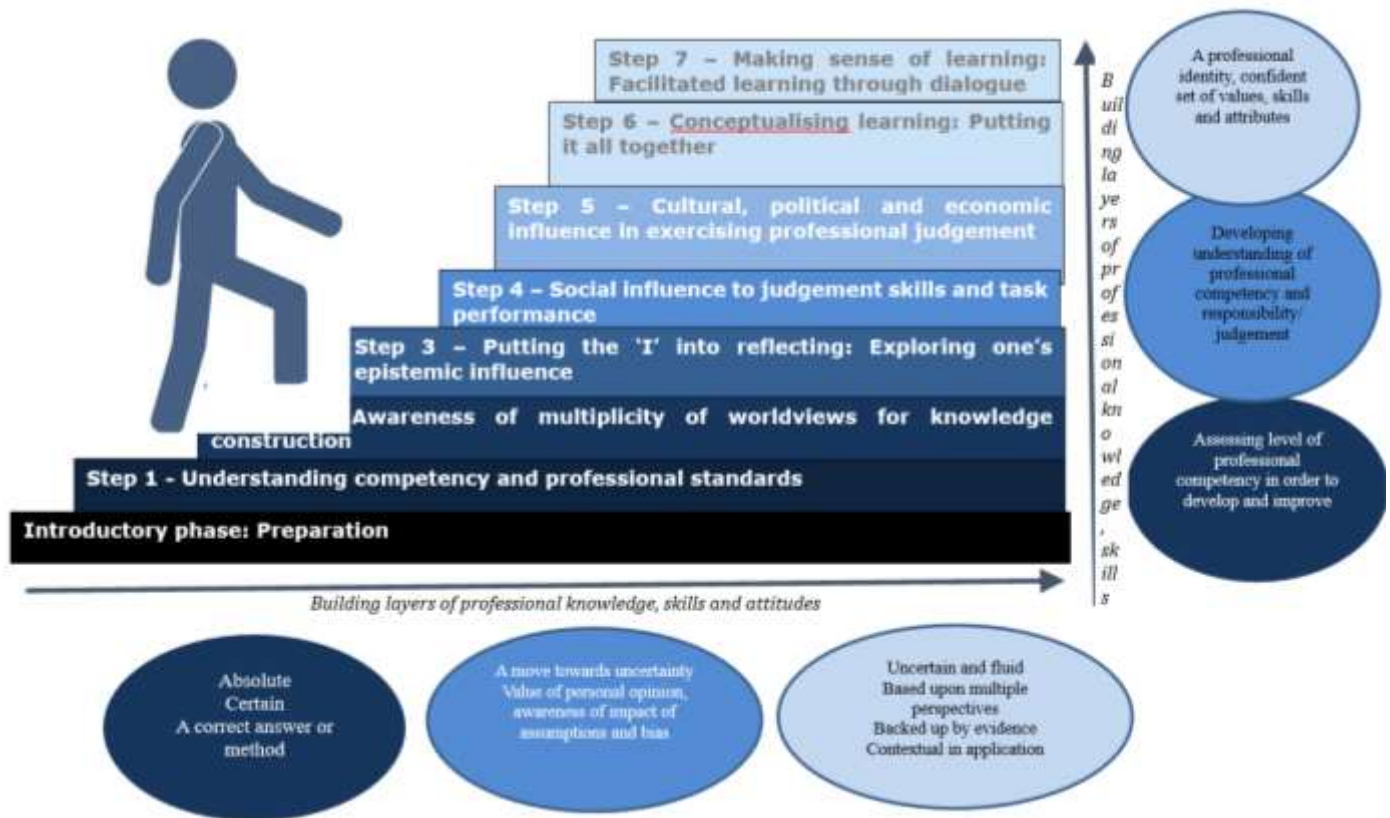 Step 7 – Making sense of learning:
Facilitated learning through dialogue
Step 6 – Conceptualising learning: Putting
it all together
Step 5 – Cultural, political and economic
influence in exercising professional judgement
Step 4 – Social influence to judgement skills and task
performance
Step 3 – Putting the ‘I’ into reflecting: Exploring one’s
epistemic influence
Awareness of multiplicity of worldviews for knowledge
construction
Step 1 - Understanding competency and professional standards
Introductory phase: Preparation
Building layers of professional knowledge, skills and attitudes
B
uil
di
ng
la
ye
rs
of
pr
of
es
si
on
al
kn
o
wl
ed
ge
,
sk
ill
s
A professional
identity, confident
set of values, skills
and attributes
Developing
understanding of
professional
competency and
responsibility/
judgement
Assessing level of
professional
competency in order to
develop and improve
Absolute
Certain
A correct answer or
method
A move towards uncertainty
Value of personal opinion,
awareness of impact of
assumptions and bias
Uncertain and fluid
Based upon multiple
perspectives
Backed up by evidence
Contextual in application